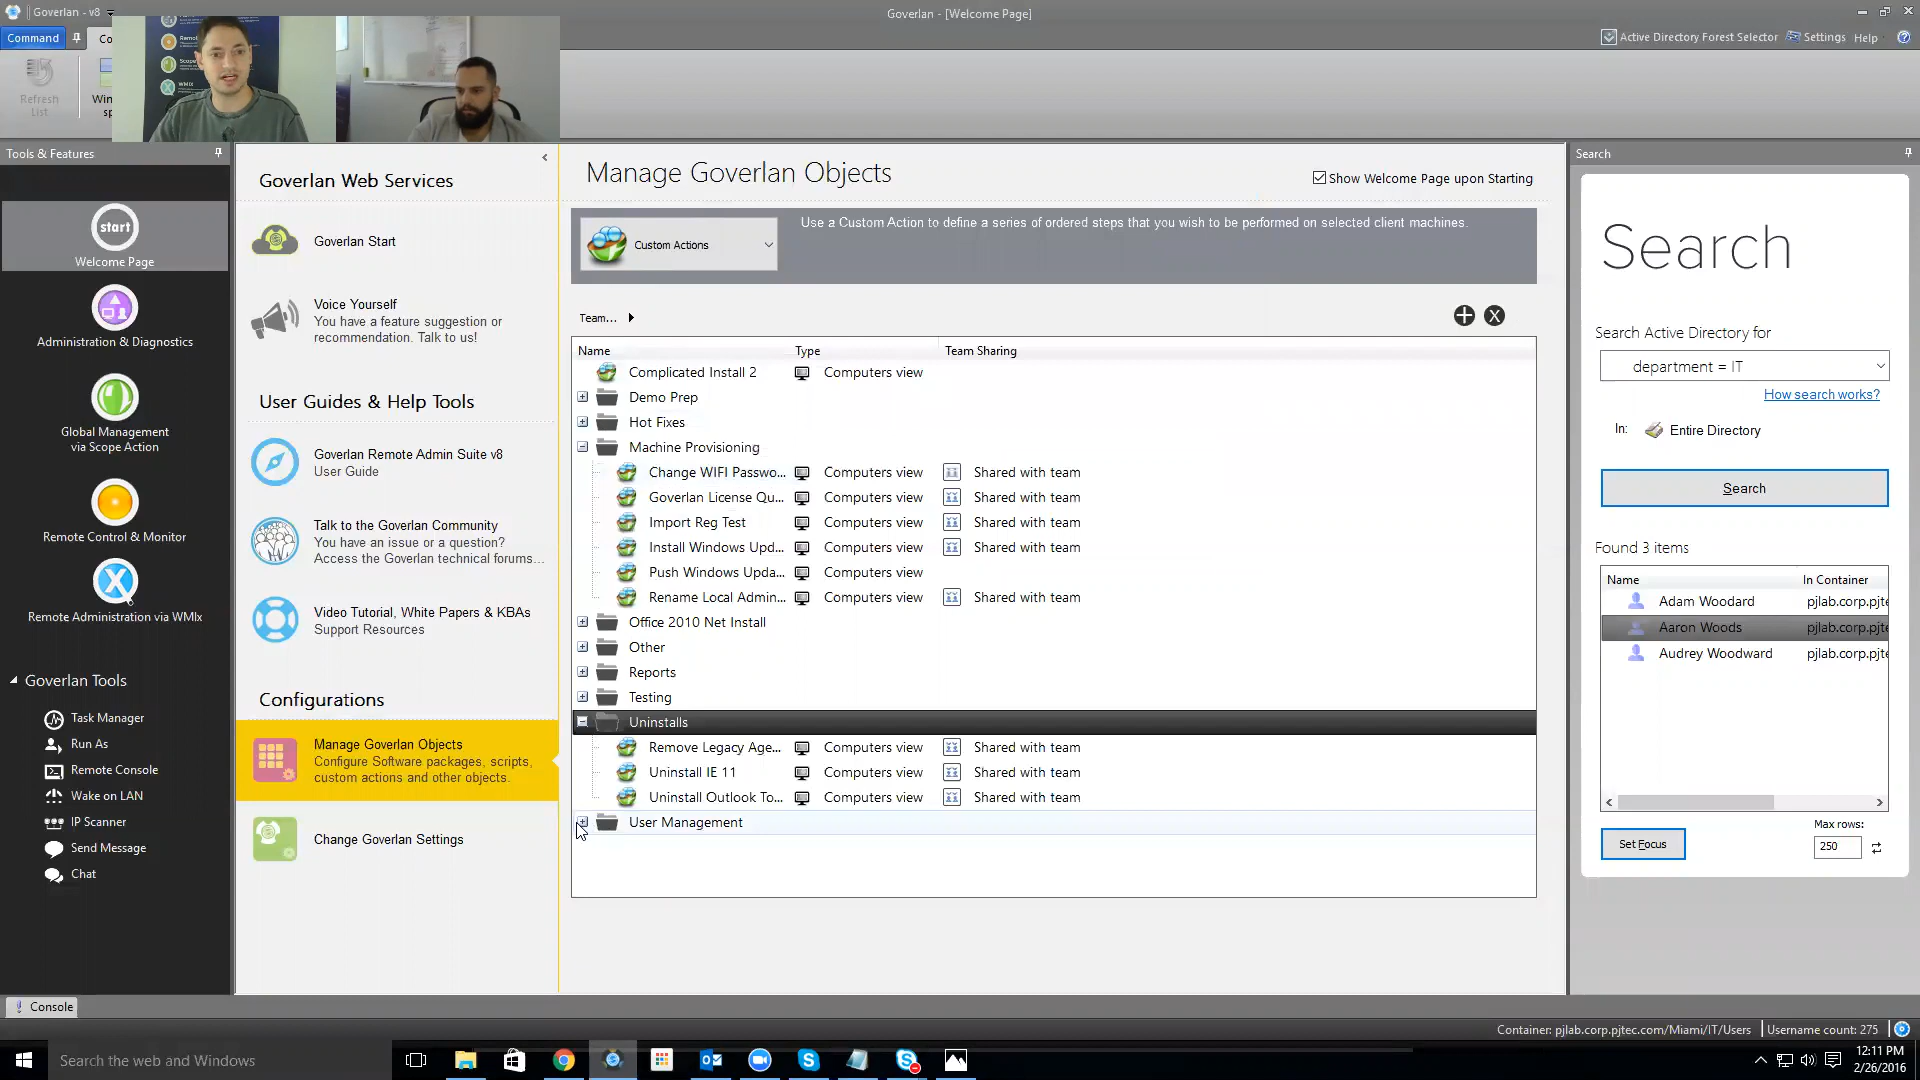 Goverlan - v8
Goverlan - [Welcome Page]
Command
Co
Active Directory Forest Selector
Settings
Help
Refresh
List
Win
sp
Tools & Features
start
Welcome Page
Administration & Diagnostics
Global Management
via Scope Action
Remote Control & Monitor
Remote Administration via WMIx
Goverlan Tools
Task Manager
Run As
Remote Console
Wake on LAN
IP Scanner
Send Message
Chat
Goverlan Web Services
Goverlan Start
Voice Yourself
You have a feature suggestion or
recommendation. Talk to us!
User Guides & Help Tools
Goverlan Remote Admin Suite v8
User Guide
Talk to the Goverlan Community
You have an issue or a question?
Access the Goverlan technical forums...
Video Tutorial, White Papers & KBAs
Support Resources
Configurations
Manage Goverlan Objects
Configure Software packages, scripts,
custom actions and other objects.
Change Goverlan Settings
Manage Goverlan Objects
Show Welcome Page upon Starting
Custom Actions
Use a Custom Action to define a series of ordered steps that you wish to be performed on selected client machines.
Team...
Name Type Team Sharing
Complicated Install 2 Computers view
Demo Prep
Hot Fixes
Machine Provisioning
Change WIFI Passwo... Computers view Shared with team
Goverlan License Qu... Computers view Shared with team
Import Reg Test Computers view Shared with team
Install Windows Upd... Computers view Shared with team
Push Windows Upda... Computers view
Rename Local Admin... Computers view Shared with team
Office 2010 Net Install
Other
Reports
Testing
Uninstalls
Remove Legacy Age... Computers view Shared with team
Uninstall IE 11 Computers view Shared with team
Uninstall Outlook To... Computers view Shared with team
User Management
Search
Search
Search Active Directory for
department = IT
How search works?
In: Entire Directory
Search
Found 3 items
Name In Container
Adam Woodard pjlab.corp.pjte
Aaron Woods pjlab.corp.pjte
Audrey Woodward pjlab.corp.pjte
Max rows:
Set Focus
250
Console
Container: pjlab.corp.pjtec.com/Miami/IT/Users
Username count: 275
Search the web and Windows
12:11 PM
2/26/2016